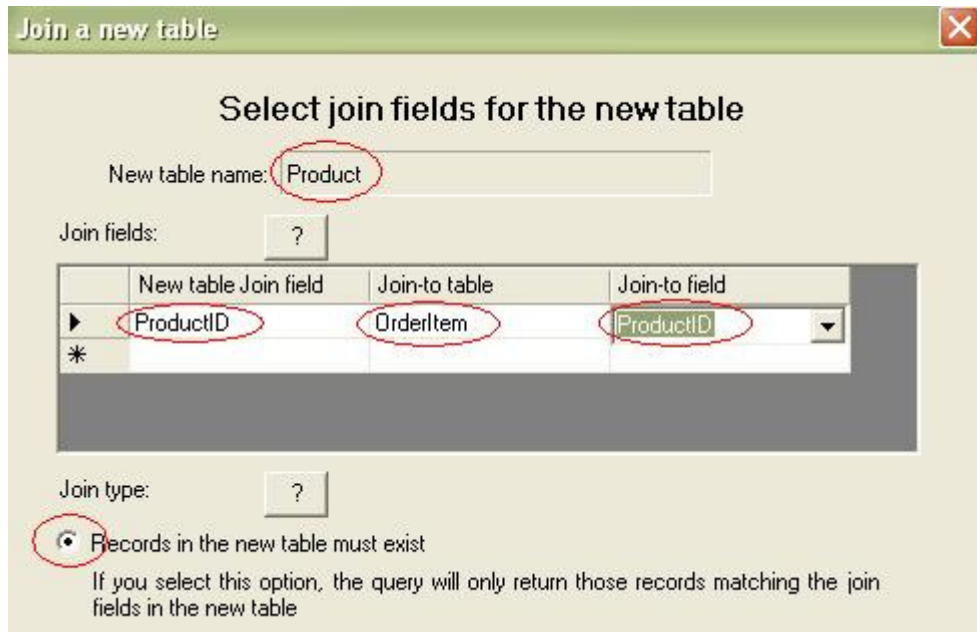 Join a new table
Select join fields for the new table
New table name: Product
Join fields: ?
New table Join field Join-to table Join-to field
ProductID OrderItem ProductID
Join type: ?
Records in the new table must exist
If you select this option, the query will only return those records matching the join
fields in the new table